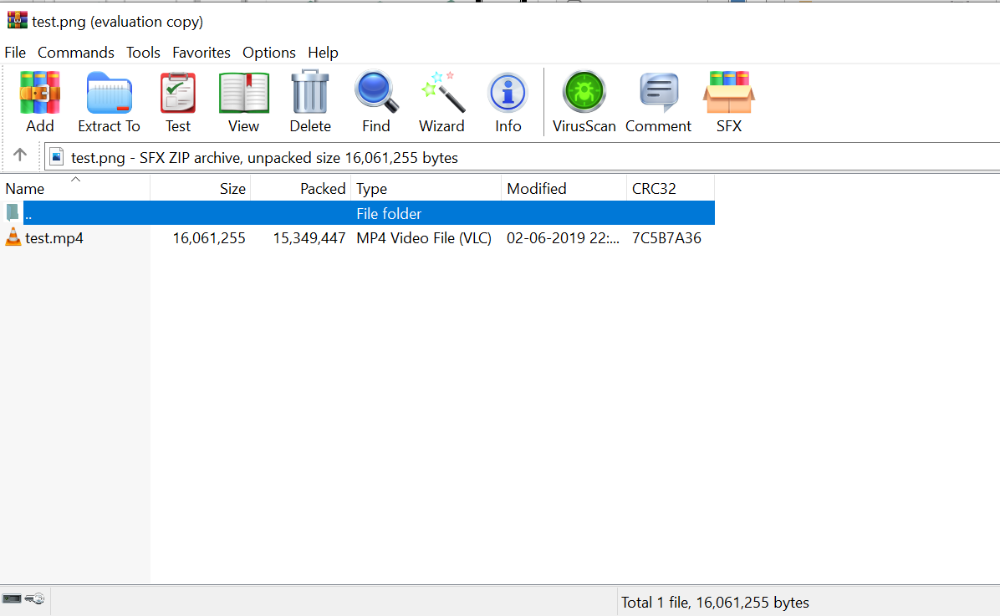 test.png (evaluation copy)
File Commands Tools Favorites Options Help
Add Extract To Test View Delete Find Wizard Info VirusScan Comment SFX
test.png - SFX ZIP archive, unpacked size 16,061,255 bytes
Name Size Packed Type Modified CRC32
.. File folder
test.mp4 16,061,255 15,349,447 MP4 Video File (VLC) 02-06-2019 22:... 7C5B7A36
Total 1 file, 16,061,255 bytes